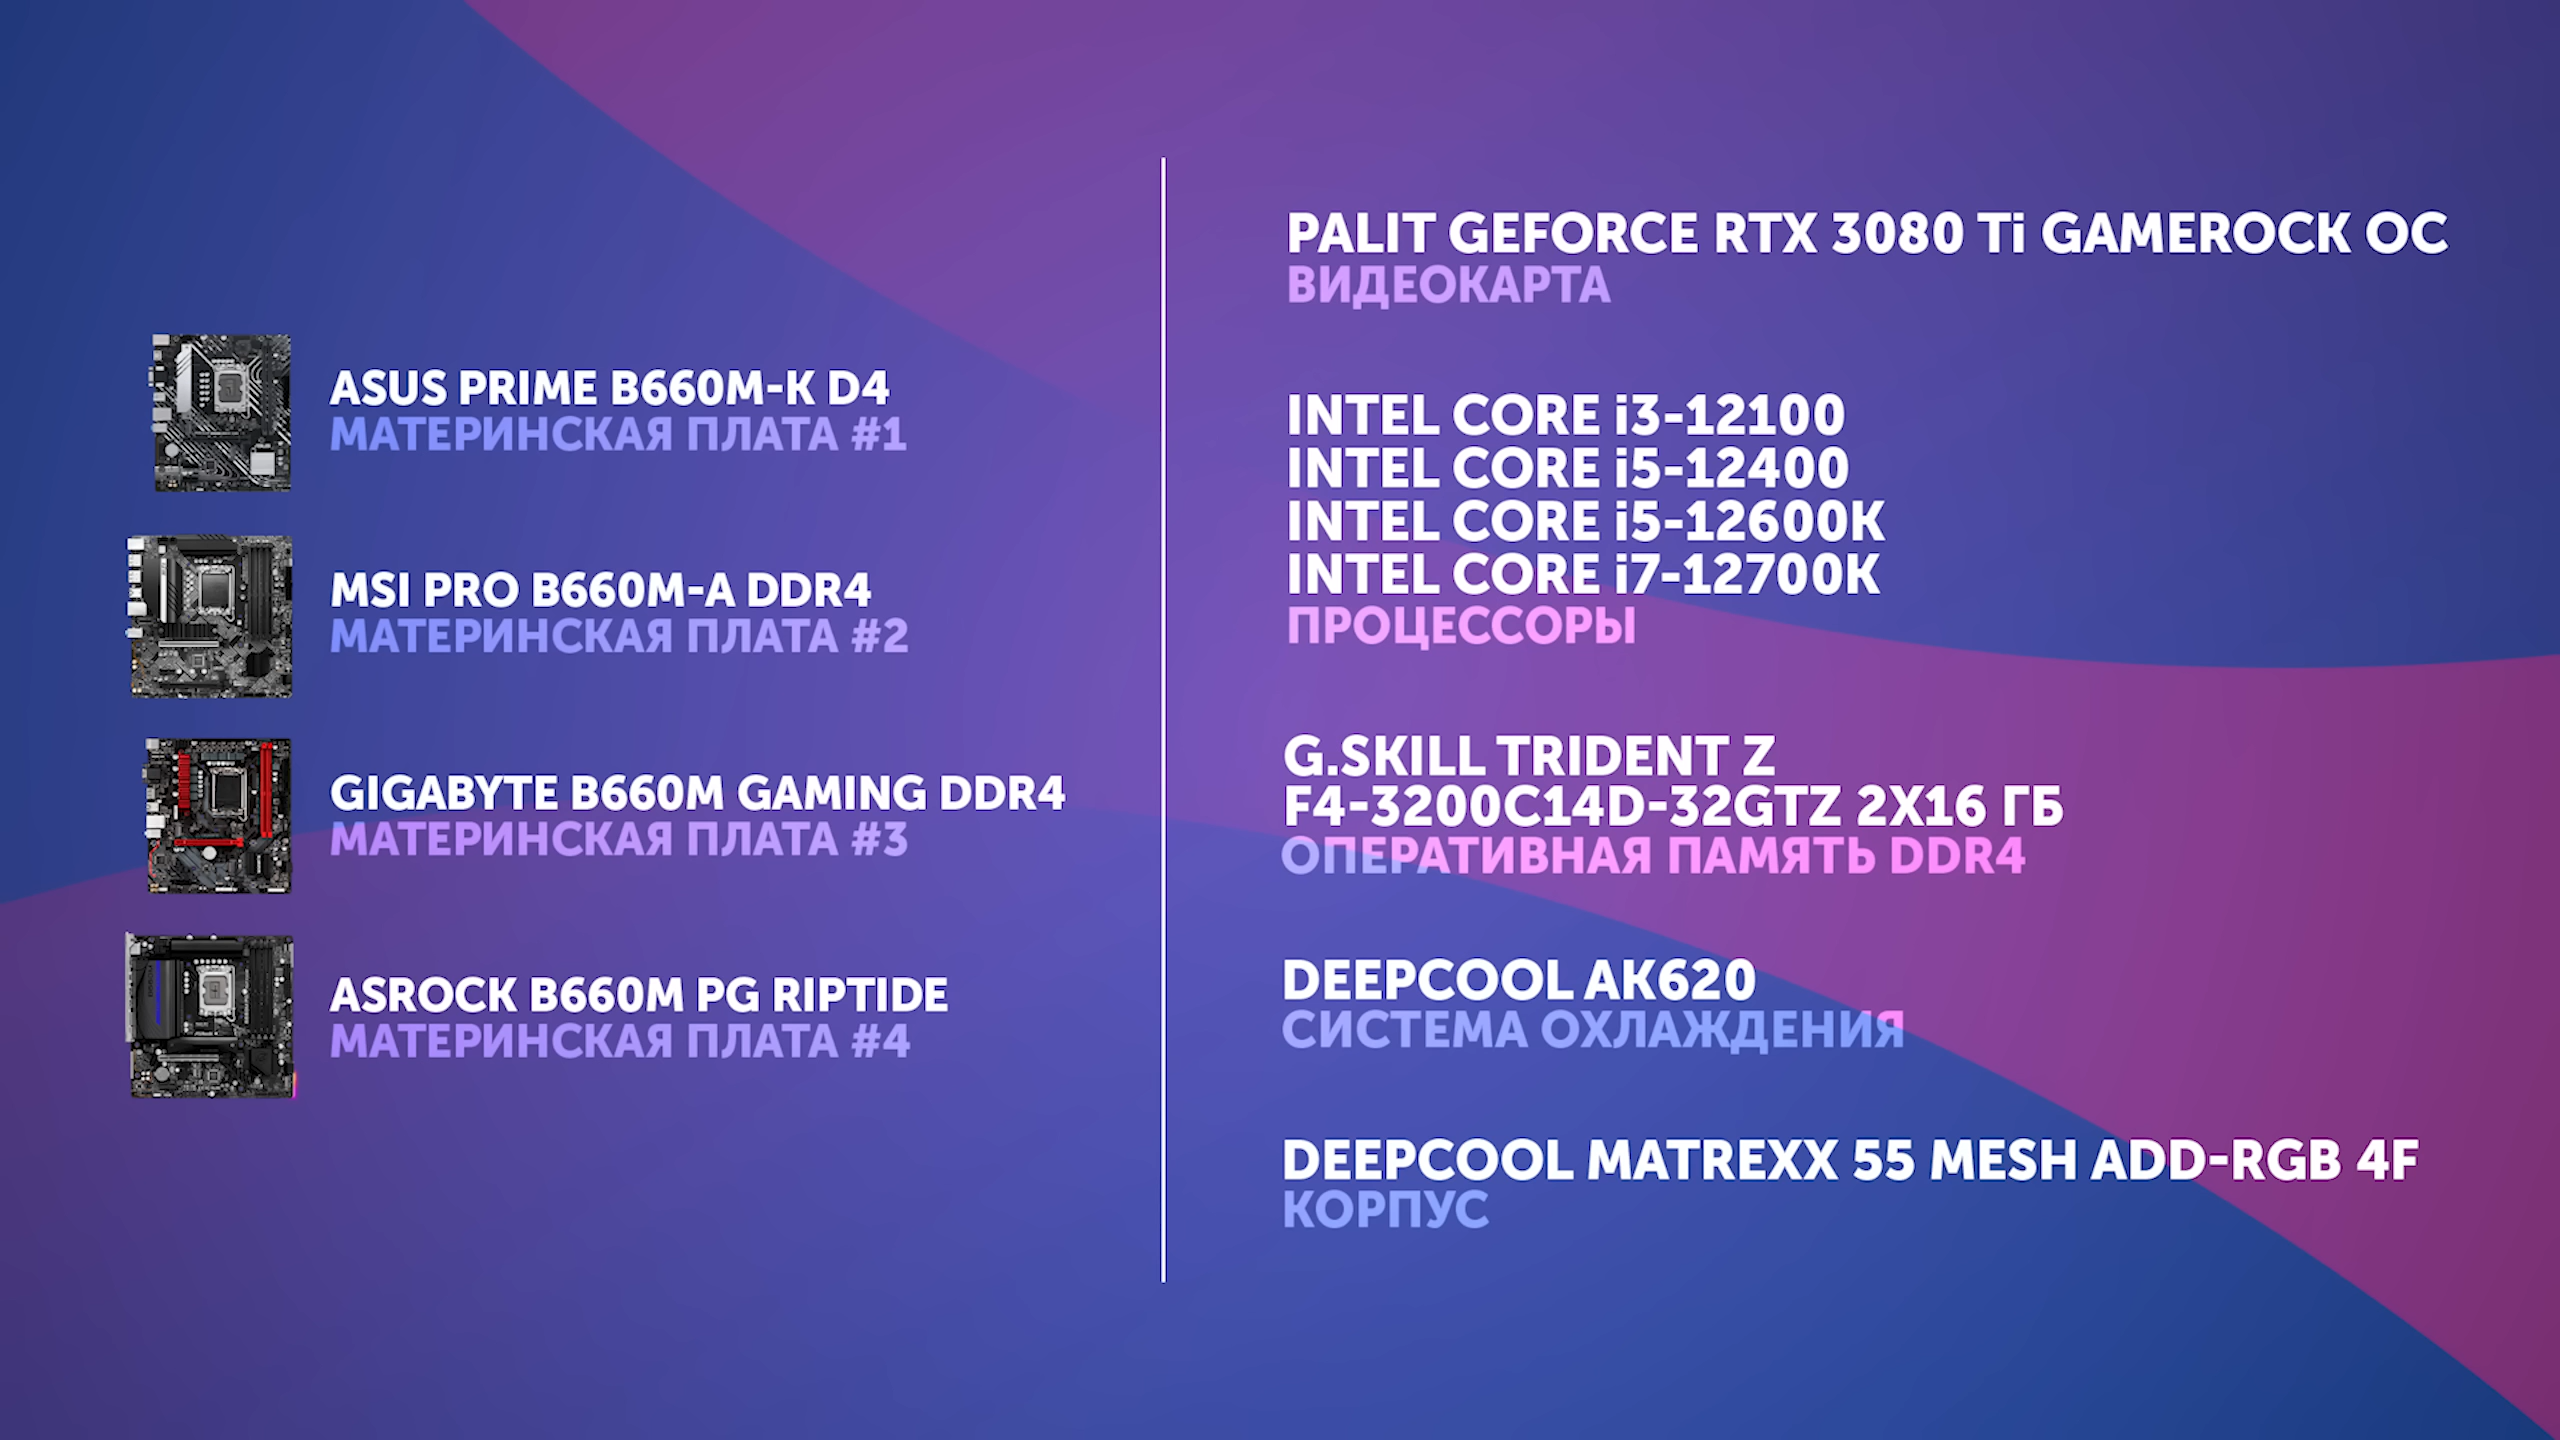 ASUS PRIME B660M-K D4
МАТЕРИНСКАЯ ПЛАТА #1
MSI PRO B660M-A DDR4
МАТЕРИНСКАЯ ПЛАТА #2
GIGABYTE B660M GAMING DDR4
МАТЕРИНСКАЯ ПЛАТА #3
ASROCK B660M PG RIPTIDE
МАТЕРИНСКАЯ ПЛАТА #4
PALIT GEFORCE RTX 3080 Ti GAMEROCK OC
ВИДЕОКАРТА
INTEL CORE i3-12100
INTEL CORE i5-12400
INTEL CORE i5-12600K
INTEL CORE i7-12700K
ПРОЦЕССОРЫ
G.SKILL TRIDENT Z
F4-3200C14D-32GTZ 2X16 ГБ
ОПЕРАТИВНАЯ ПАМЯТЬ DDR4
DEEPCOOL AK620
СИСТЕМА ОХЛАЖДЕНИЯ
DEEPCOOL MATREXX 55 MESH ADD-RGB 4F
КОРПУС